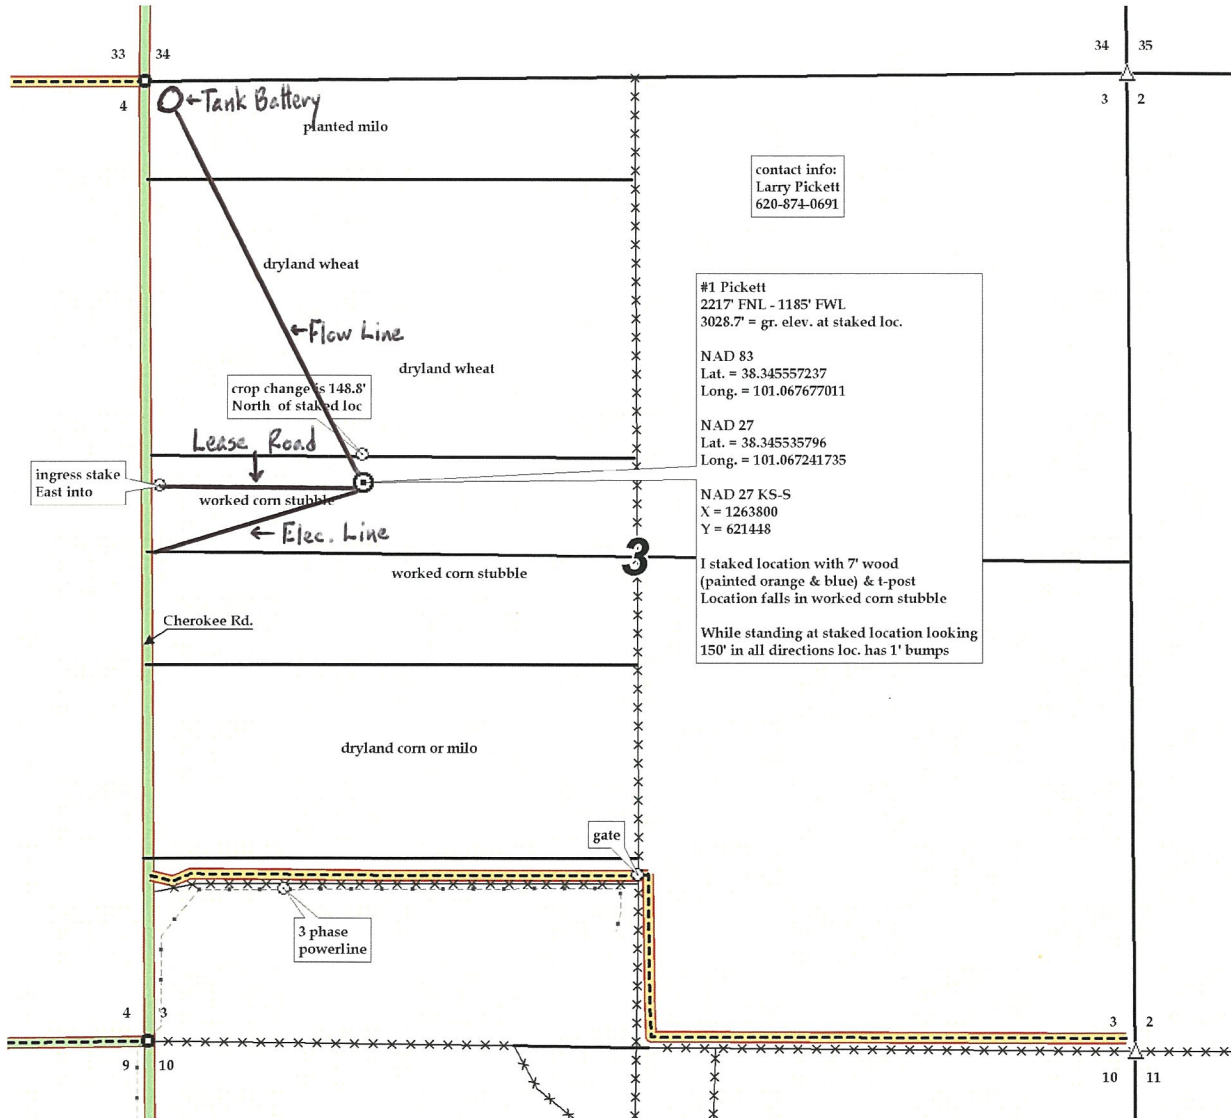 33 34
34 35
4
3 2
←Tank Battery
planted milo
contact info:
Larry Pickett
620-874-0691
dryland wheat
#1 Pickett
2217' FNL - 1185' FWL
3028.7' = gr. elev. at staked loc.
NAD 83
Lat. = 38.345557237
Long. = 101.067677011
NAD 27
Lat. = 38.345535796
Long. = 101.067241735
NAD 27 KS-S
X = 1263800
Y = 621448
I staked location with 7' wood
(painted orange & blue) & t-post
Location falls in worked corn stubble
While standing at staked location looking
150' in all directions loc. has 1' bumps
←Flow Line
dryland wheat
crop change is 148.8'
North of staked loc
Lease Road
ingress stake
East into
worked corn stubble
← Elec. Line
3
worked corn stubble
Cherokee Rd.
dryland corn or milo
gate
3 phase
powerline
4 3
3 2
9 10
10 11